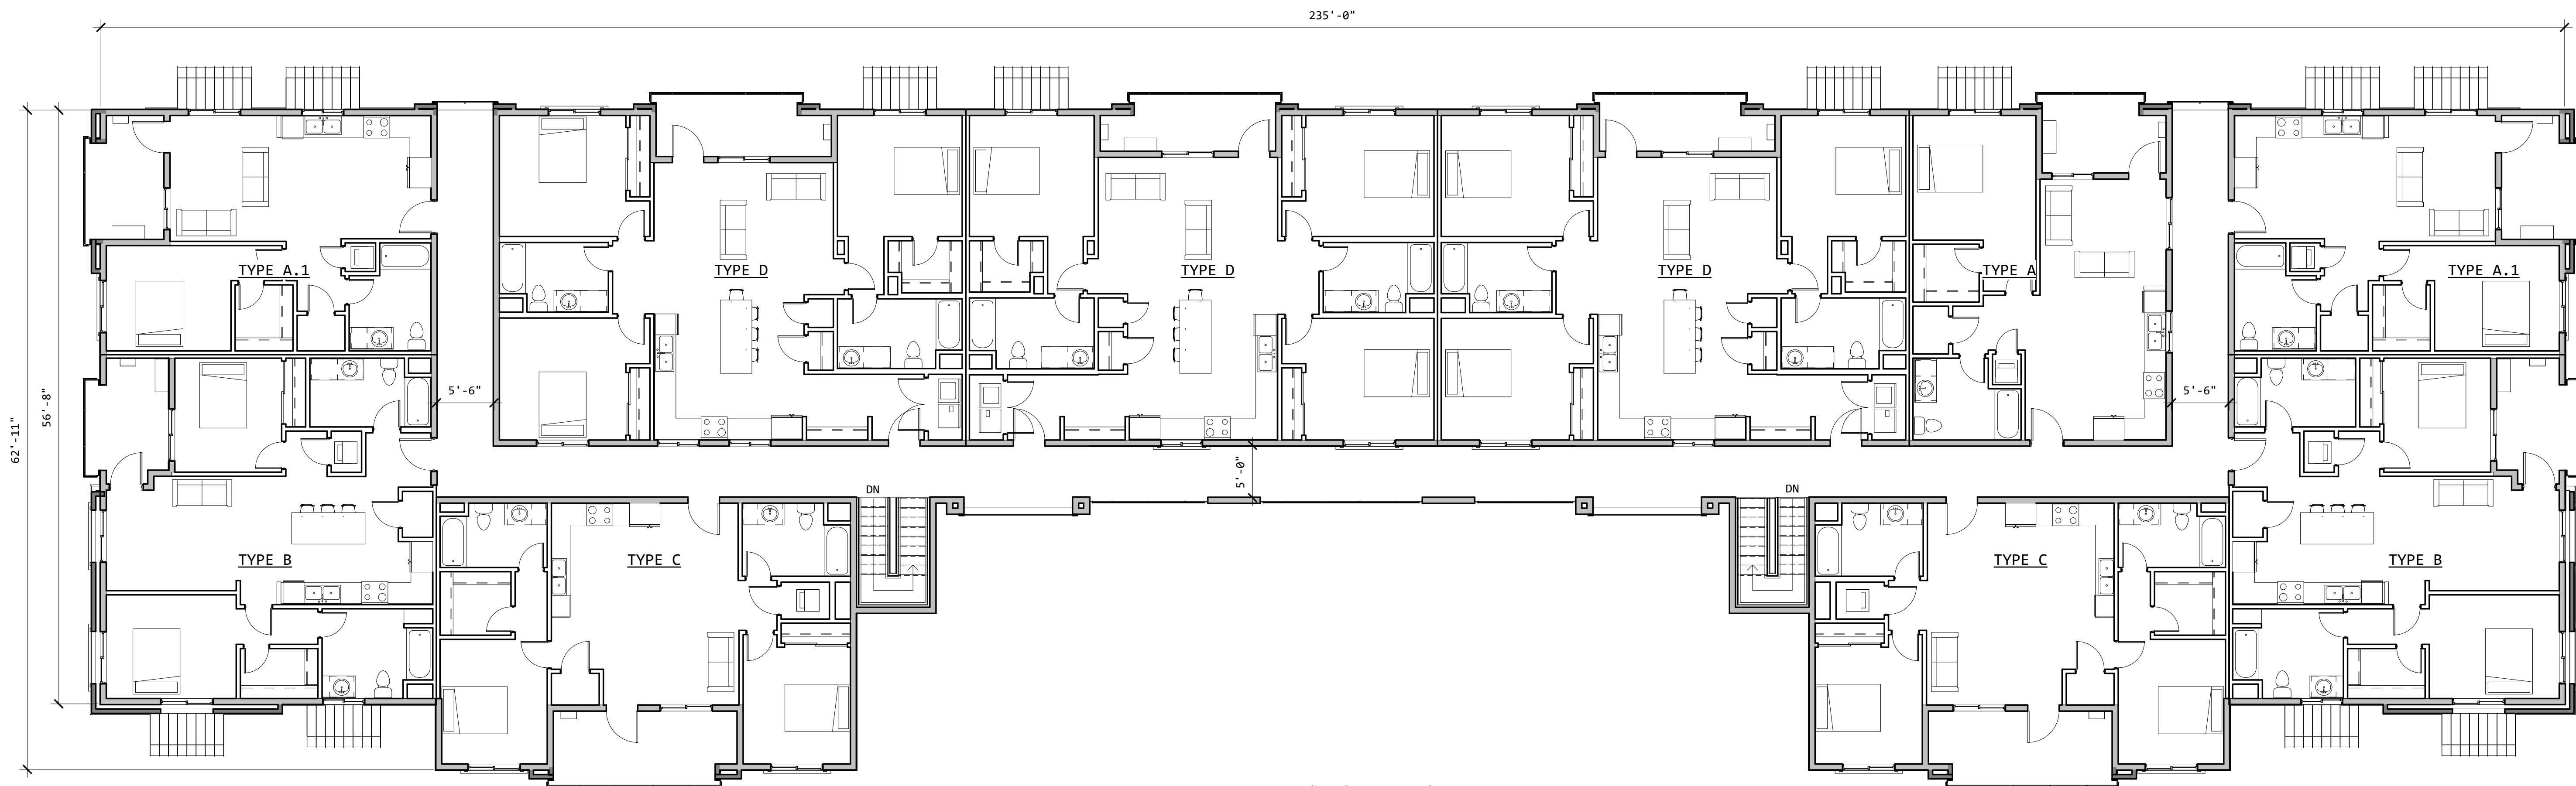 235'-0"
TYPE A.1
TYPE D
TYPE D
TYPE D
TYPE A
TYPE A.1
62'-11"
56'-8"
5'-6"
5'-6"
5'-0"
DN
DN
TYPE B
TYPE C
TYPE C
TYPE B